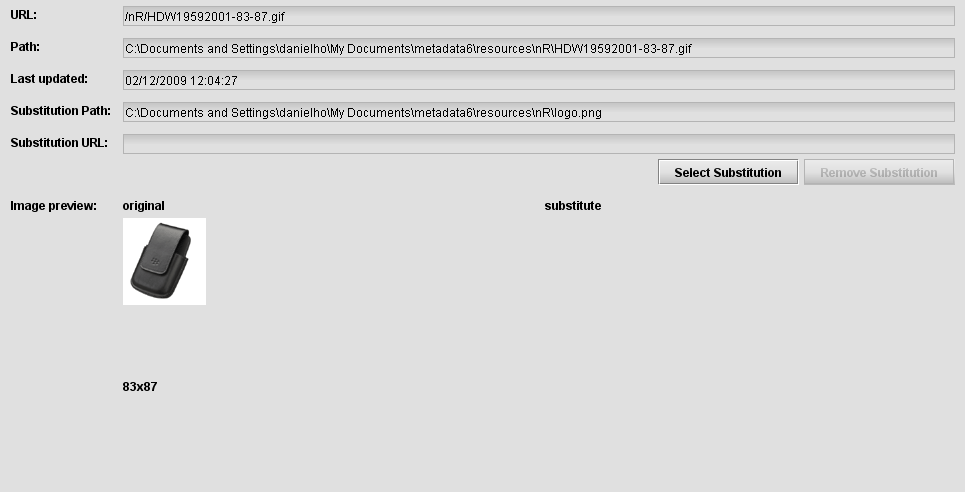 URL: /nR/HDW19592001-83-87.gif
Path: C:\Documents and Settings\danielho\My Documents\metadata6\resources\nR\HDW19592001-83-87.gif
Last updated: 02/12/2009 12:04:27
Substitution Path: C:\Documents and Settings\danielho\My Documents\metadata6\resources\nR\logo.png
Substitution URL:
Select Substitution Remove Substitution
Image preview: original substitute
83x87